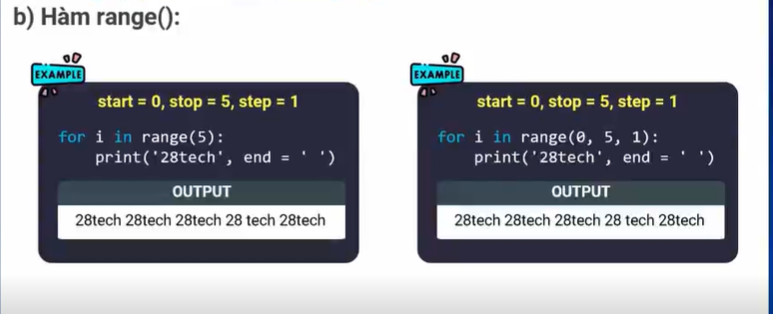 b) Hàm range():
EXAMPLE
start = 0, stop = 5, step = 1
for i in range(5):
print('28tech', end = ' ')
OUTPUT
28tech 28tech 28tech 28 tech 28tech
EXAMPLE
start = 0, stop = 5, step = 1
for i in range(0, 5, 1):
print('28tech', end = ' ')
OUTPUT
28tech 28tech 28tech 28 tech 28tech